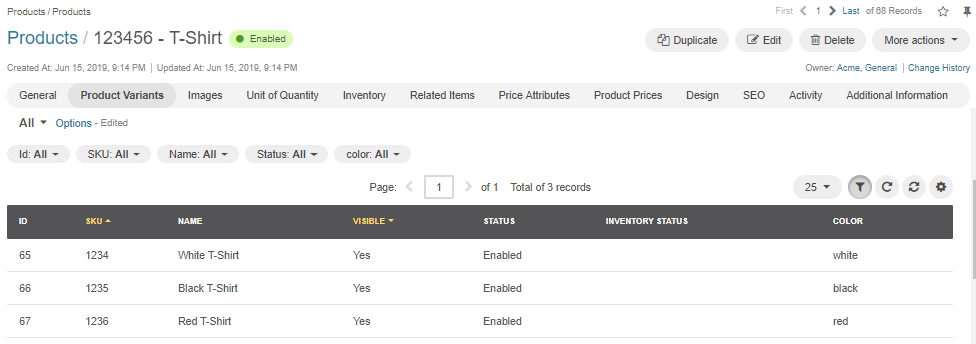 Products / Products First 1 Last of 68 Records
Products / 123456 - T-Shirt Enabled Duplicate Edit Delete More actions
Created At: Jun 15, 2019, 9:14 PM | Updated At: Jun 15, 2019, 9:14 PM Owner: Acme, General | Change History
General Product Variants Images Unit of Quantity Inventory Related Items Price Attributes Product Prices Design SEO Activity Additional Information
All Options - Edited
Id: All SKU: All Name: All Status: All color: All
Page: 1 of 1 Total of 3 records 25
ID SKU NAME VISIBLE STATUS INVENTORY STATUS COLOR
65 1234 White T-Shirt Yes Enabled white
66 1235 Black T-Shirt Yes Enabled black
67 1236 Red T-Shirt Yes Enabled red